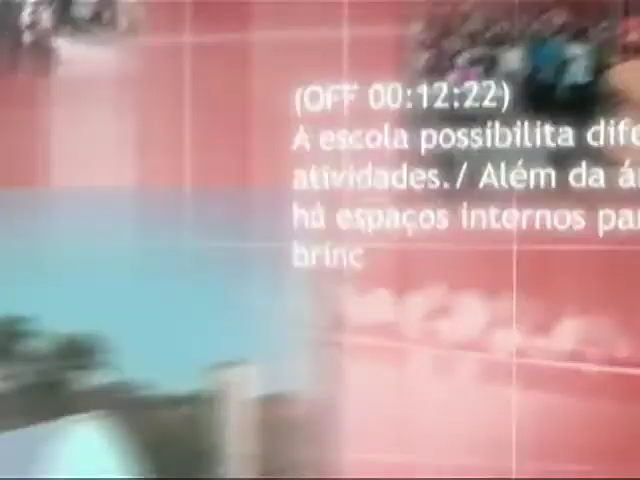 (OFF 00:12:22)
A escola possibilita
atividades./ Além da
há espaços internos
brinc